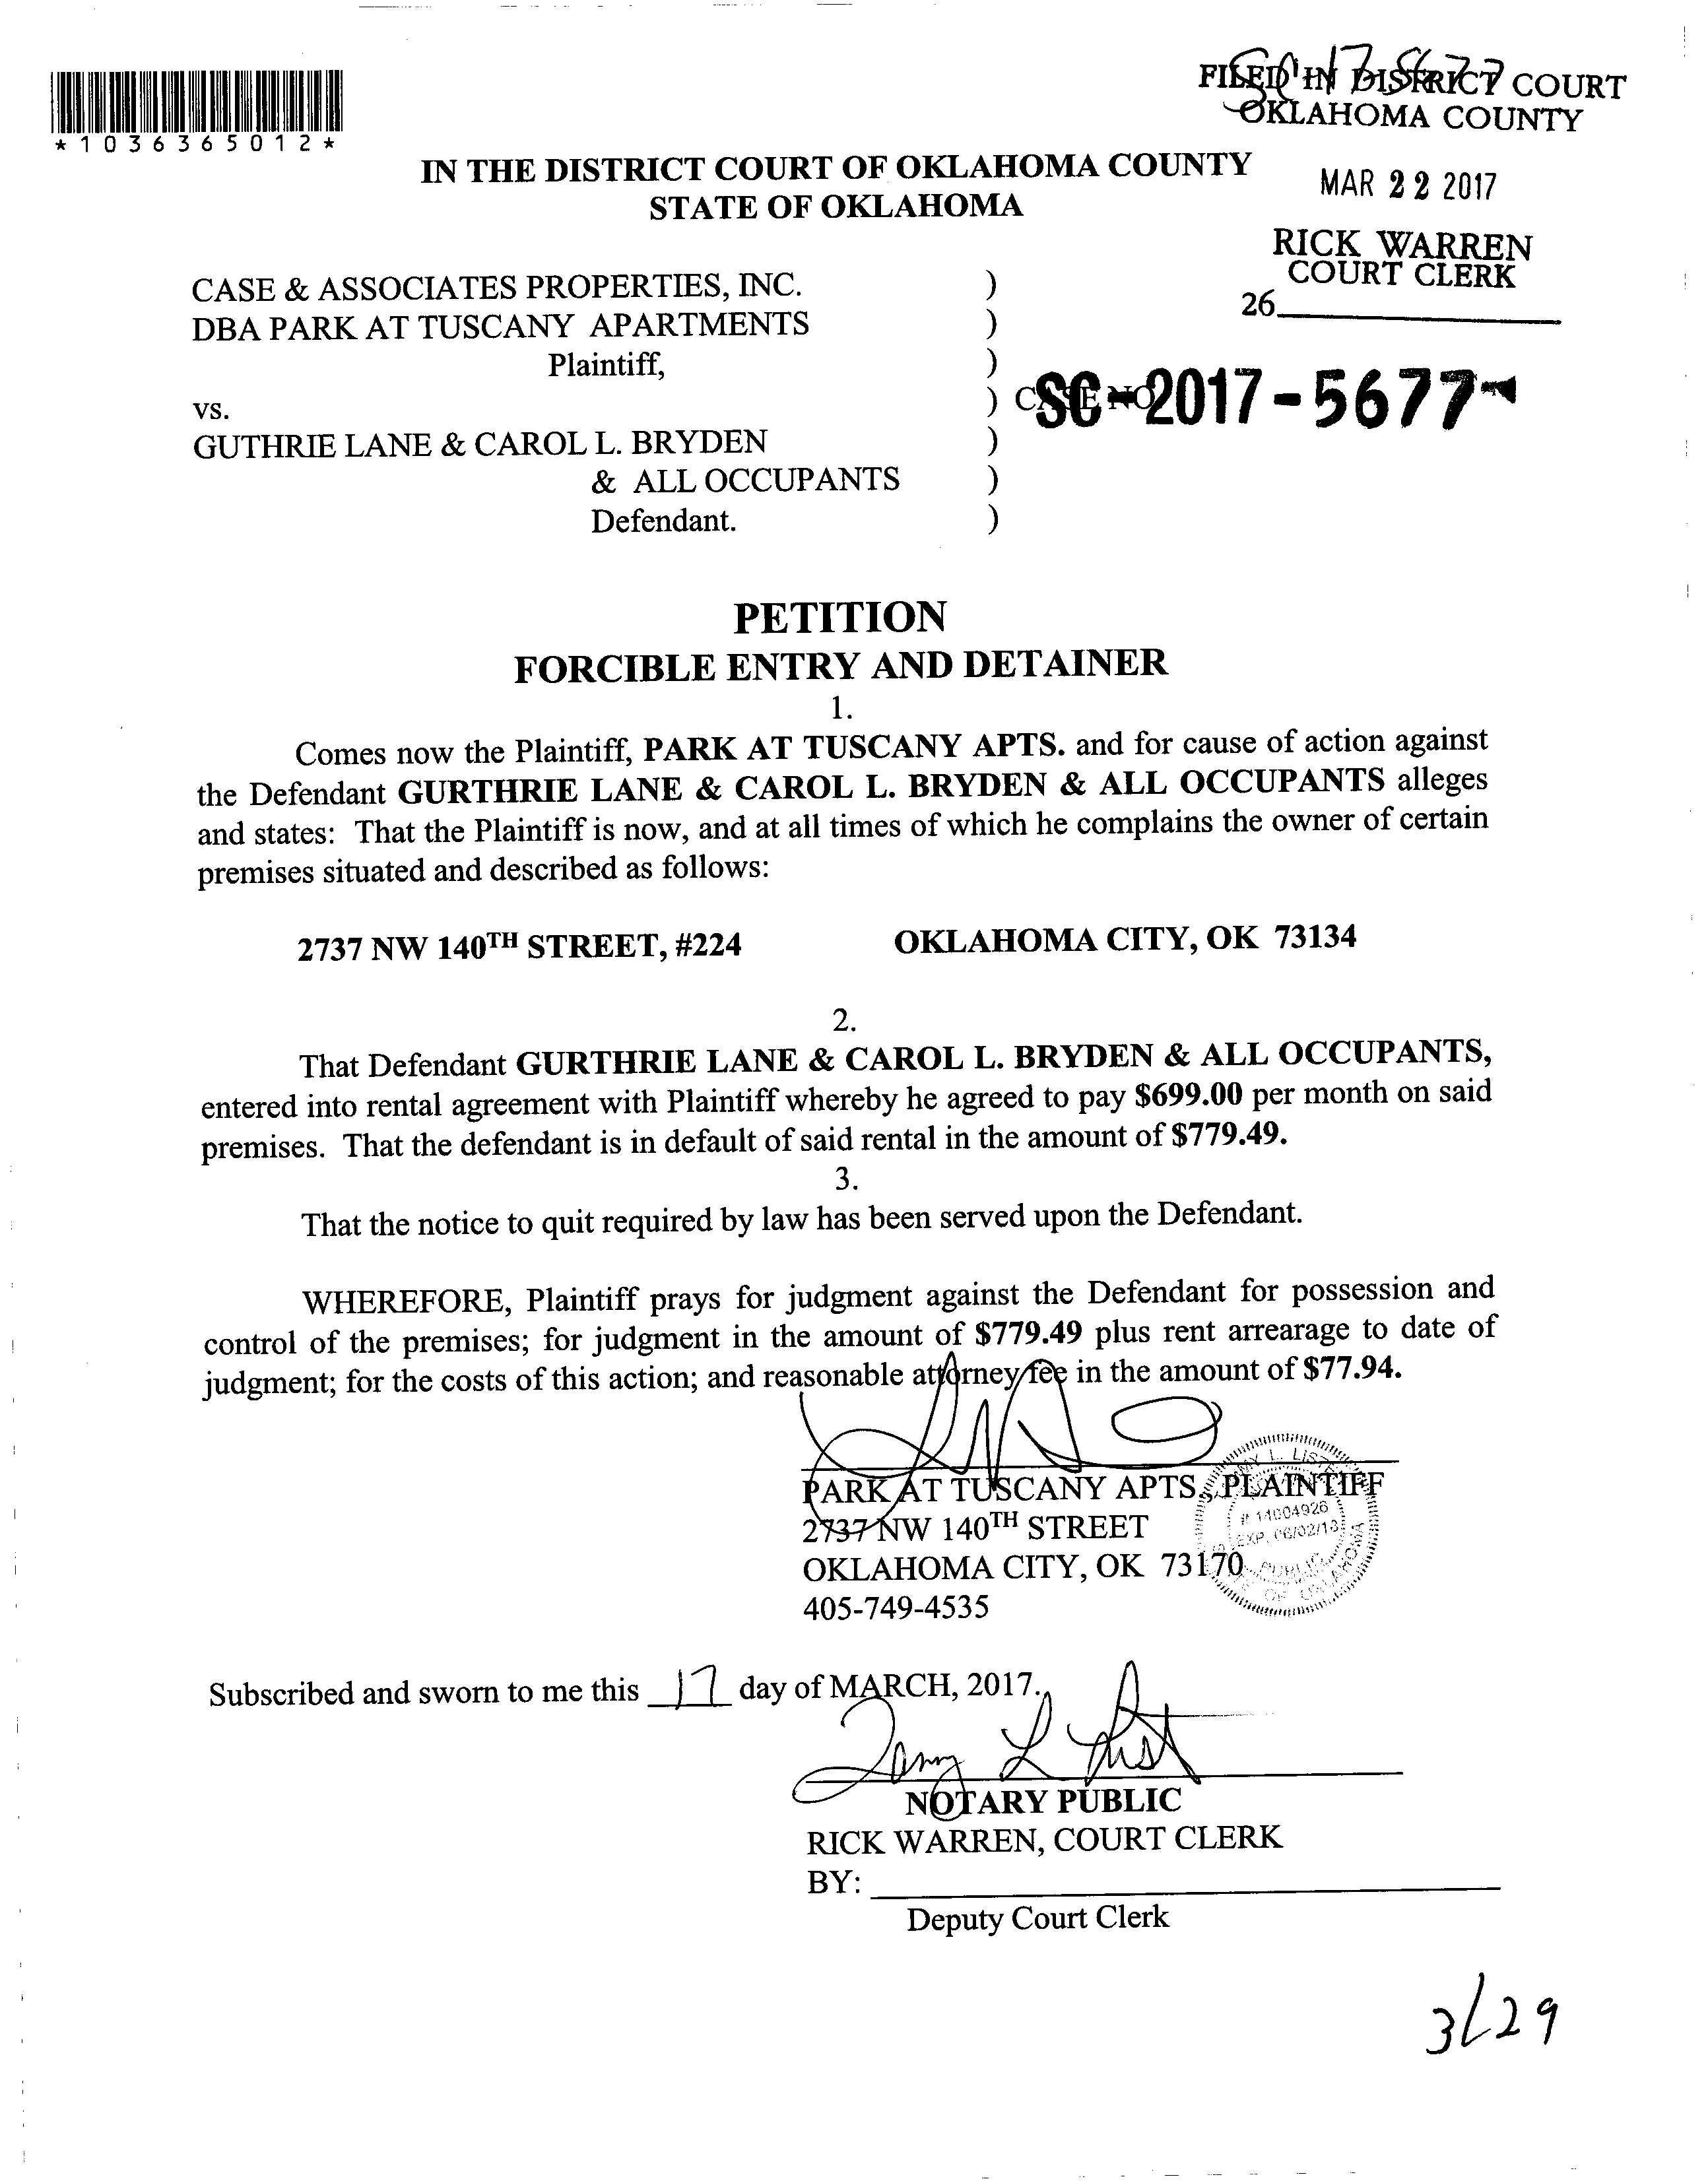 SC 17 5677
FILED IN DISTRICT COURT
OKLAHOMA COUNTY
*1036365012*
IN THE DISTRICT COURT OF OKLAHOMA COUNTY
STATE OF OKLAHOMA
MAR 22 2017
RICK WARREN
COURT CLERK
26
CASE & ASSOCIATES PROPERTIES, INC. )
DBA PARK AT TUSCANY APARTMENTS )
Plaintiff, )
) CASE NO
SC-2017-5677
vs.
GUTHRIE LANE & CAROL L. BRYDEN )
& ALL OCCUPANTS )
Defendant. )
PETITION
FORCIBLE ENTRY AND DETAINER
1.
Comes now the Plaintiff, PARK AT TUSCANY APTS. and for cause of action against
the Defendant GURTHRIE LANE & CAROL L. BRYDEN & ALL OCCUPANTS alleges
and states: That the Plaintiff is now, and at all times of which he complains the owner of certain
premises situated and described as follows:
2737 NW 140TH STREET, #224 OKLAHOMA CITY, OK 73134
2.
That Defendant GURTHRIE LANE & CAROL L. BRYDEN & ALL OCCUPANTS,
entered into rental agreement with Plaintiff whereby he agreed to pay $699.00 per month on said
premises. That the defendant is in default of said rental in the amount of $779.49.
3.
That the notice to quit required by law has been served upon the Defendant.
WHEREFORE, Plaintiff prays for judgment against the Defendant for possession and
control of the premises; for judgment in the amount of $779.49 plus rent arrearage to date of
judgment; for the costs of this action; and reasonable attorney fee in the amount of $77.94.
PARK AT TUSCANY APTS., PLAINTIFF
2737 NW 140TH STREET
OKLAHOMA CITY, OK 73170
405-749-4535
# 14004926
PUBLIC
OF OKLAHOMA
Subscribed and sworn to me this 17 day of MARCH, 2017.
NOTARY PUBLIC
RICK WARREN, COURT CLERK
BY:
Deputy Court Clerk
3/29